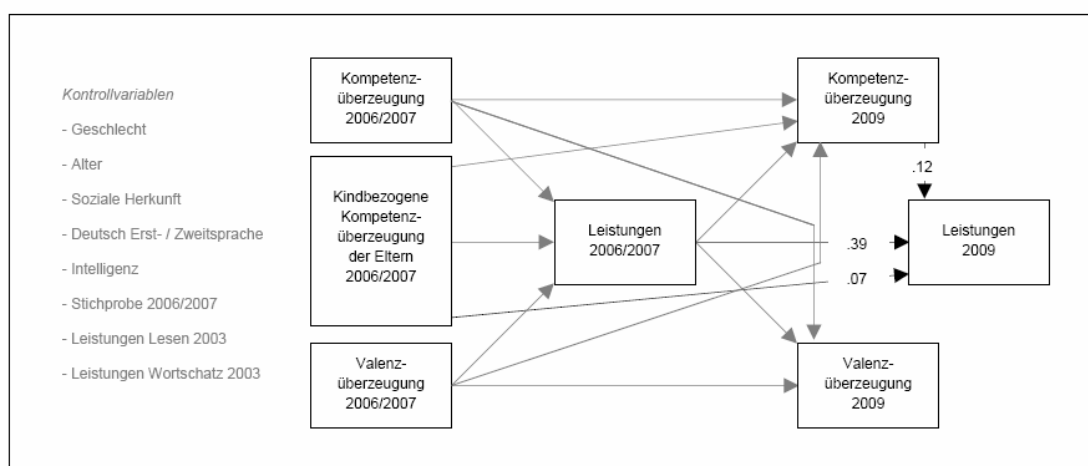 Kontrollvariablen
- Geschlecht
- Alter
- Soziale Herkunft
- Deutsch Erst- / Zweitsprache
- Intelligenz
- Stichprobe 2006/2007
- Leistungen Lesen 2003
- Leistungen Wortschatz 2003
Kompetenz-
überzeugung
2006/2007
Kindbezogene
Kompetenz-
überzeugung
der Eltern
2006/2007
Valenz-
überzeugung
2006/2007
Leistungen
2006/2007
Kompetenz-
überzeugung
2009
.12
Leistungen
2009
.39
.07
Valenz-
überzeugung
2009